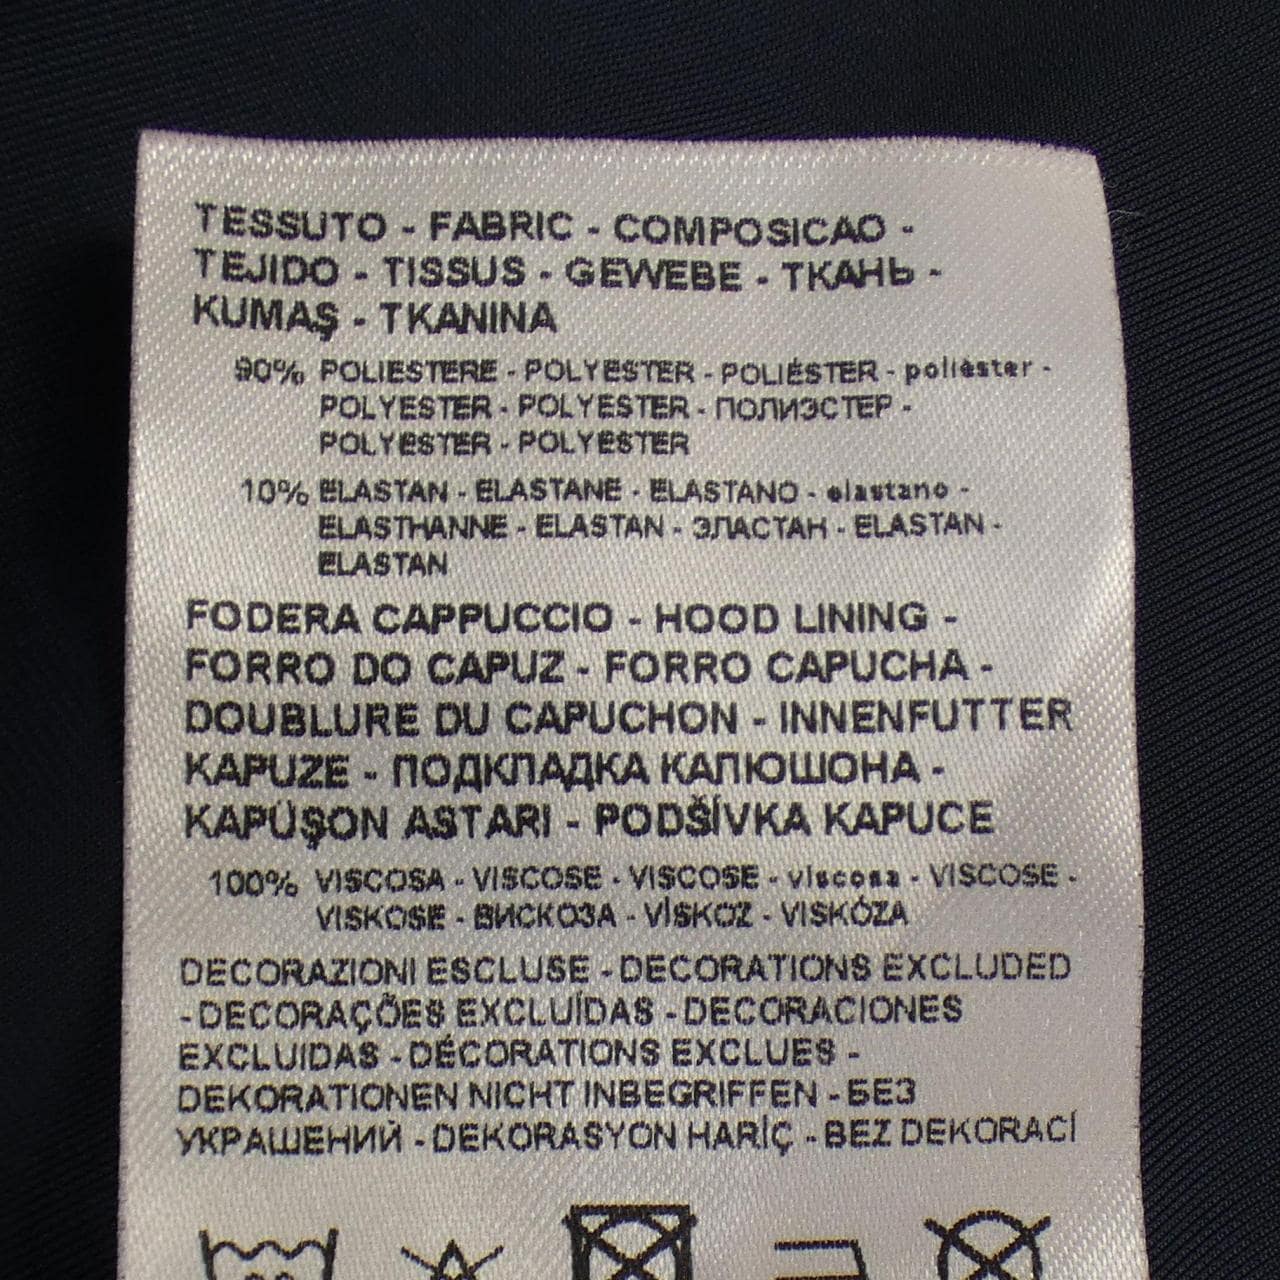 TESSUTO - FABRIC - COMPOSICAO -
TEJIDO - TISSUS - GEWEBE - ТКАНЬ -
KUMAŞ - TKANINA
90% POLIESTERE - POLYESTER - POLIÉSTER - poliéster -
POLYESTER - POLYESTER - ПОЛИЭСТЕР -
POLYESTER - POLYESTER
10% ELASTAN - ELASTANE - ELASTANO - elastano -
ELASTHANNE - ELASTAN - ЭЛАСТАН - ELASTAN -
ELASTAN
FODERA CAPPUCCIO - HOOD LINING -
FORRO DO CAPUZ - FORRO CAPUCHA -
DOUBLURE DU CAPUCHON - INNENFUTTER
KAPUZE - ПОДКЛАДКА КАПЮШОНА -
KAPÜŞON ASTARI - PODŠÍVKA KAPUCE
100% VISCOSA - VISCOSE - VISCOSE - viscosa - VISCOSE -
VISKOSE - ВИСКОЗА - VİSKOZ - VISKÓZA
DECORAZIONI ESCLUSE - DECORATIONS EXCLUDED
- DECORAÇÕES EXCLUÍDAS - DECORACIONES
EXCLUIDAS - DÉCORATIONS EXCLUES -
DEKORATIONEN NICHT INBEGRIFFEN - БЕЗ
УКРАШЕНИЙ - DEKORASYON HARİÇ - BEZ DEKORACÍ